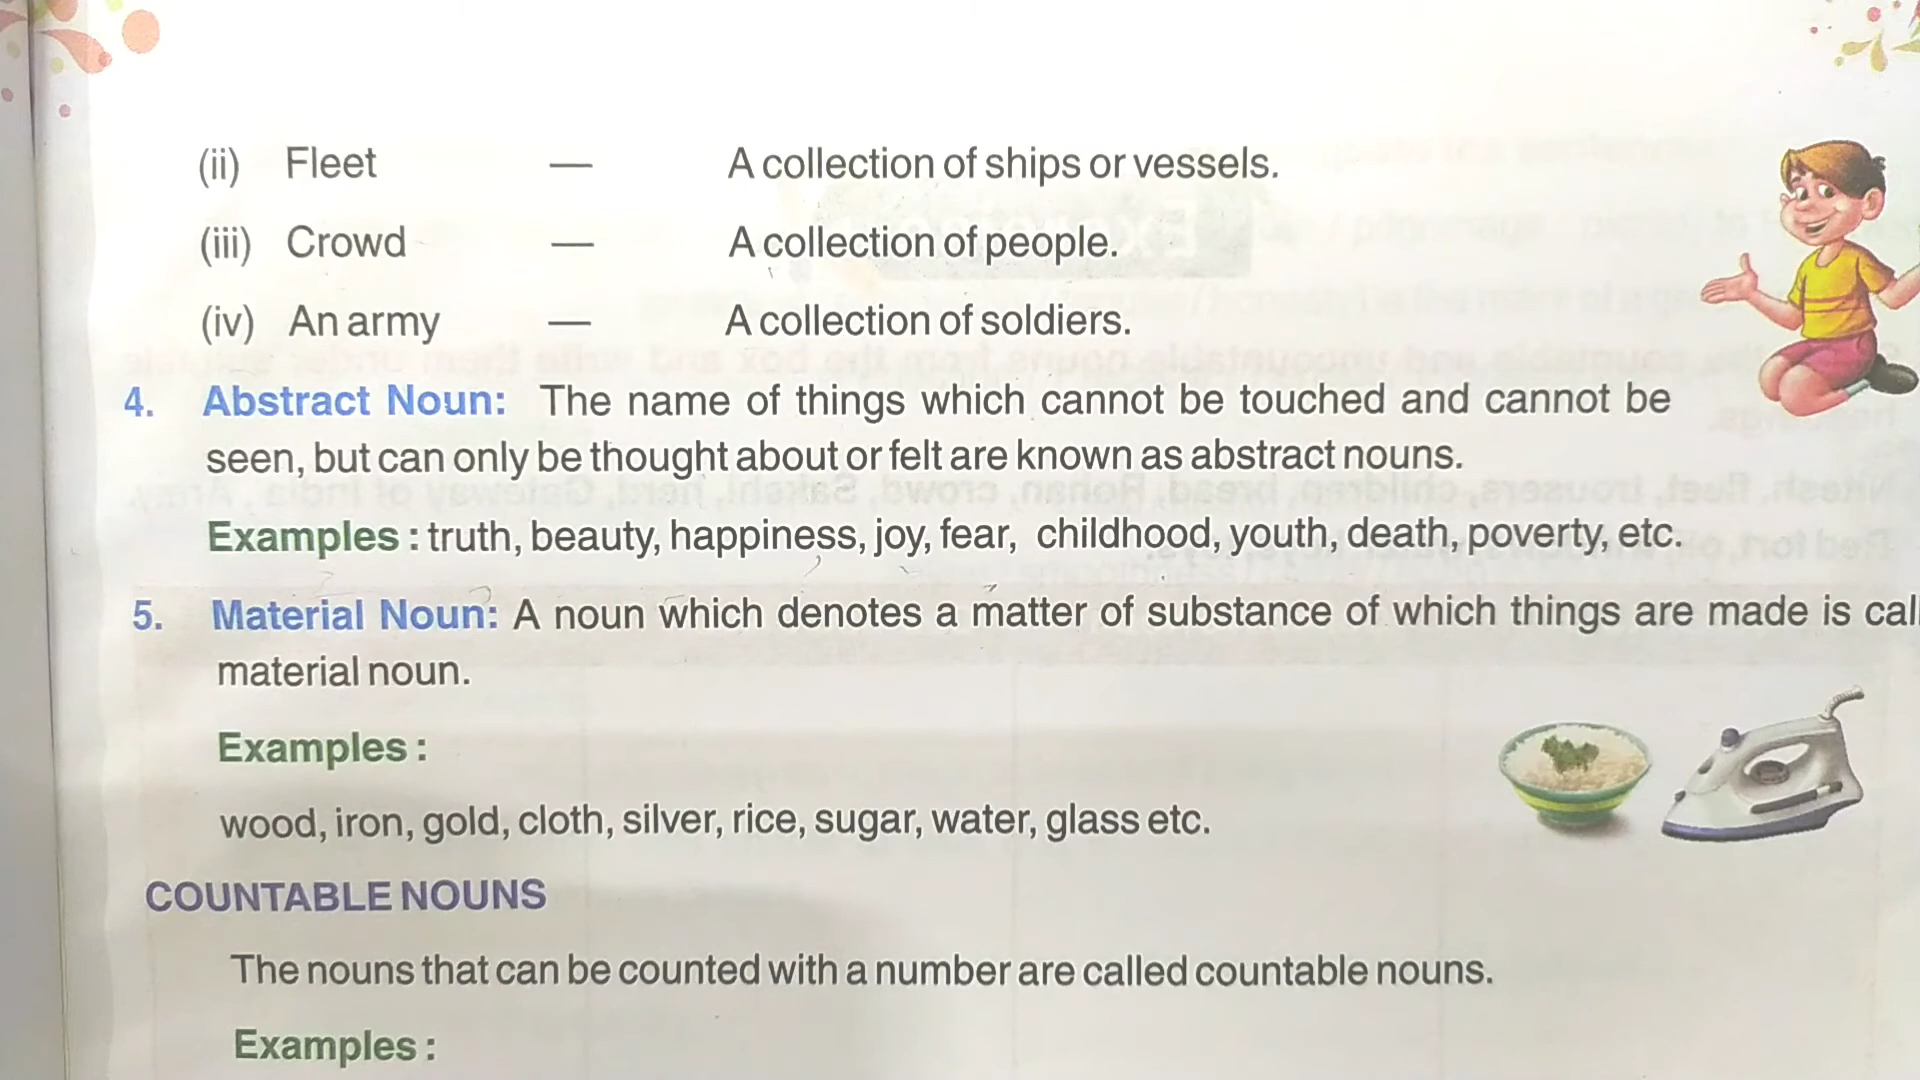 (ii) Fleet — A collection of ships or vessels.
(iii) Crowd — A collection of people.
(iv) An army — A collection of soldiers.
4. Abstract Noun: The name of things which cannot be touched and cannot be
seen, but can only be thought about or felt are known as abstract nouns.
Examples : truth, beauty, happiness, joy, fear, childhood, youth, death, poverty, etc.
5. Material Noun: A noun which denotes a matter of substance of which things are made is cal
material noun.
Examples :
wood, iron, gold, cloth, silver, rice, sugar, water, glass etc.
COUNTABLE NOUNS
The nouns that can be counted with a number are called countable nouns.
Examples :